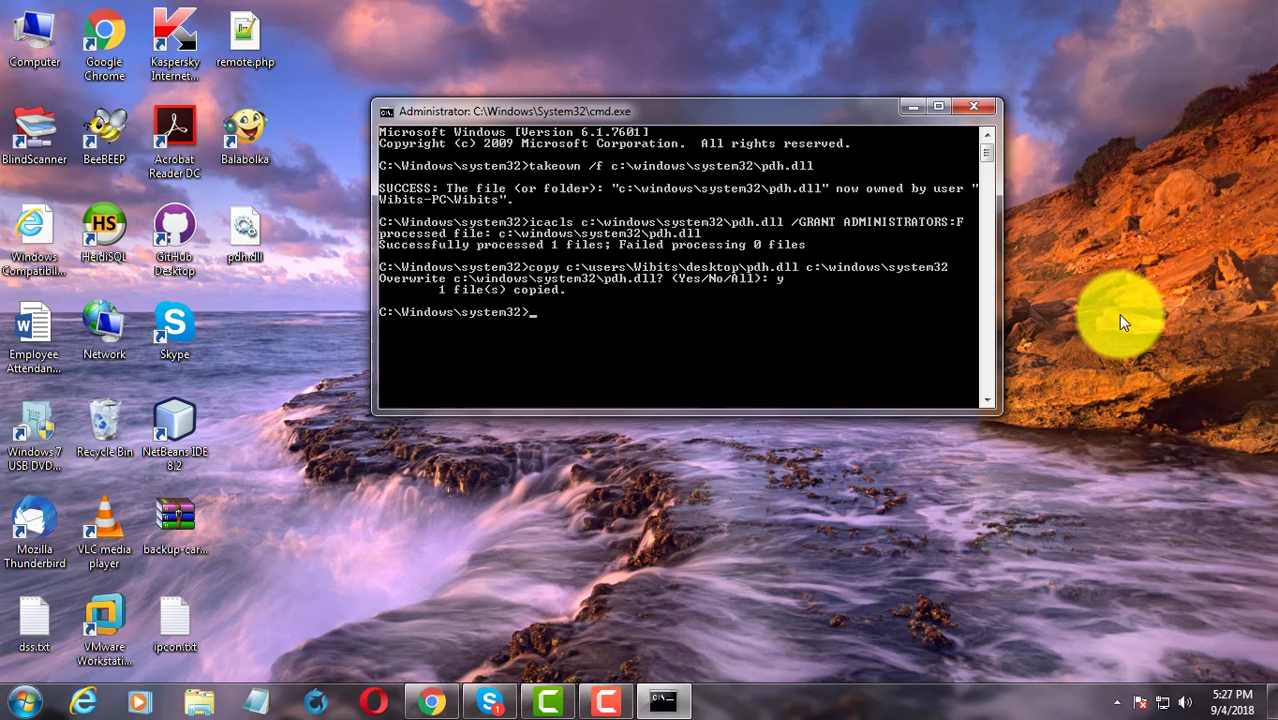 Computer
Google
Chrome
Kaspersky
Internet...
remote.php
BlindScanner
BeeBEEP
Acrobat
Reader DC
Balabolka
Windows
Compatibil...
HS
HeidiSQL
GitHub
Desktop
pdh.dll
W
Employee
Attendan...
Network
Skype
Windows 7
USB DVD...
Recycle Bin
NetBeans IDE
8.2
Mozilla
Thunderbird
VLC media
player
backup-car...
dss.txt
VMware
Workstati...
ipcon.txt
Administrator: C:\Windows\System32\cmd.exe
Microsoft Windows [Version 6.1.7601]
Copyright (c) 2009 Microsoft Corporation.  All rights reserved.
C:\Windows\system32>takeown /f c:\windows\system32\pdh.dll
SUCCESS: The file (or folder): "c:\windows\system32\pdh.dll" now owned by user "
Wibits-PC\Wibits".
C:\Windows\system32>icacls c:\windows\system32\pdh.dll /GRANT ADMINISTRATORS:F
processed file: c:\windows\system32\pdh.dll
Successfully processed 1 files; Failed processing 0 files
C:\Windows\system32>copy c:\users\Wibits\desktop\pdh.dll c:\windows\system32
Overwrite c:\windows\system32\pdh.dll? (Yes/No/All): y
1 file(s) copied.
C:\Windows\system32>_
1
5:27 PM
9/4/2018